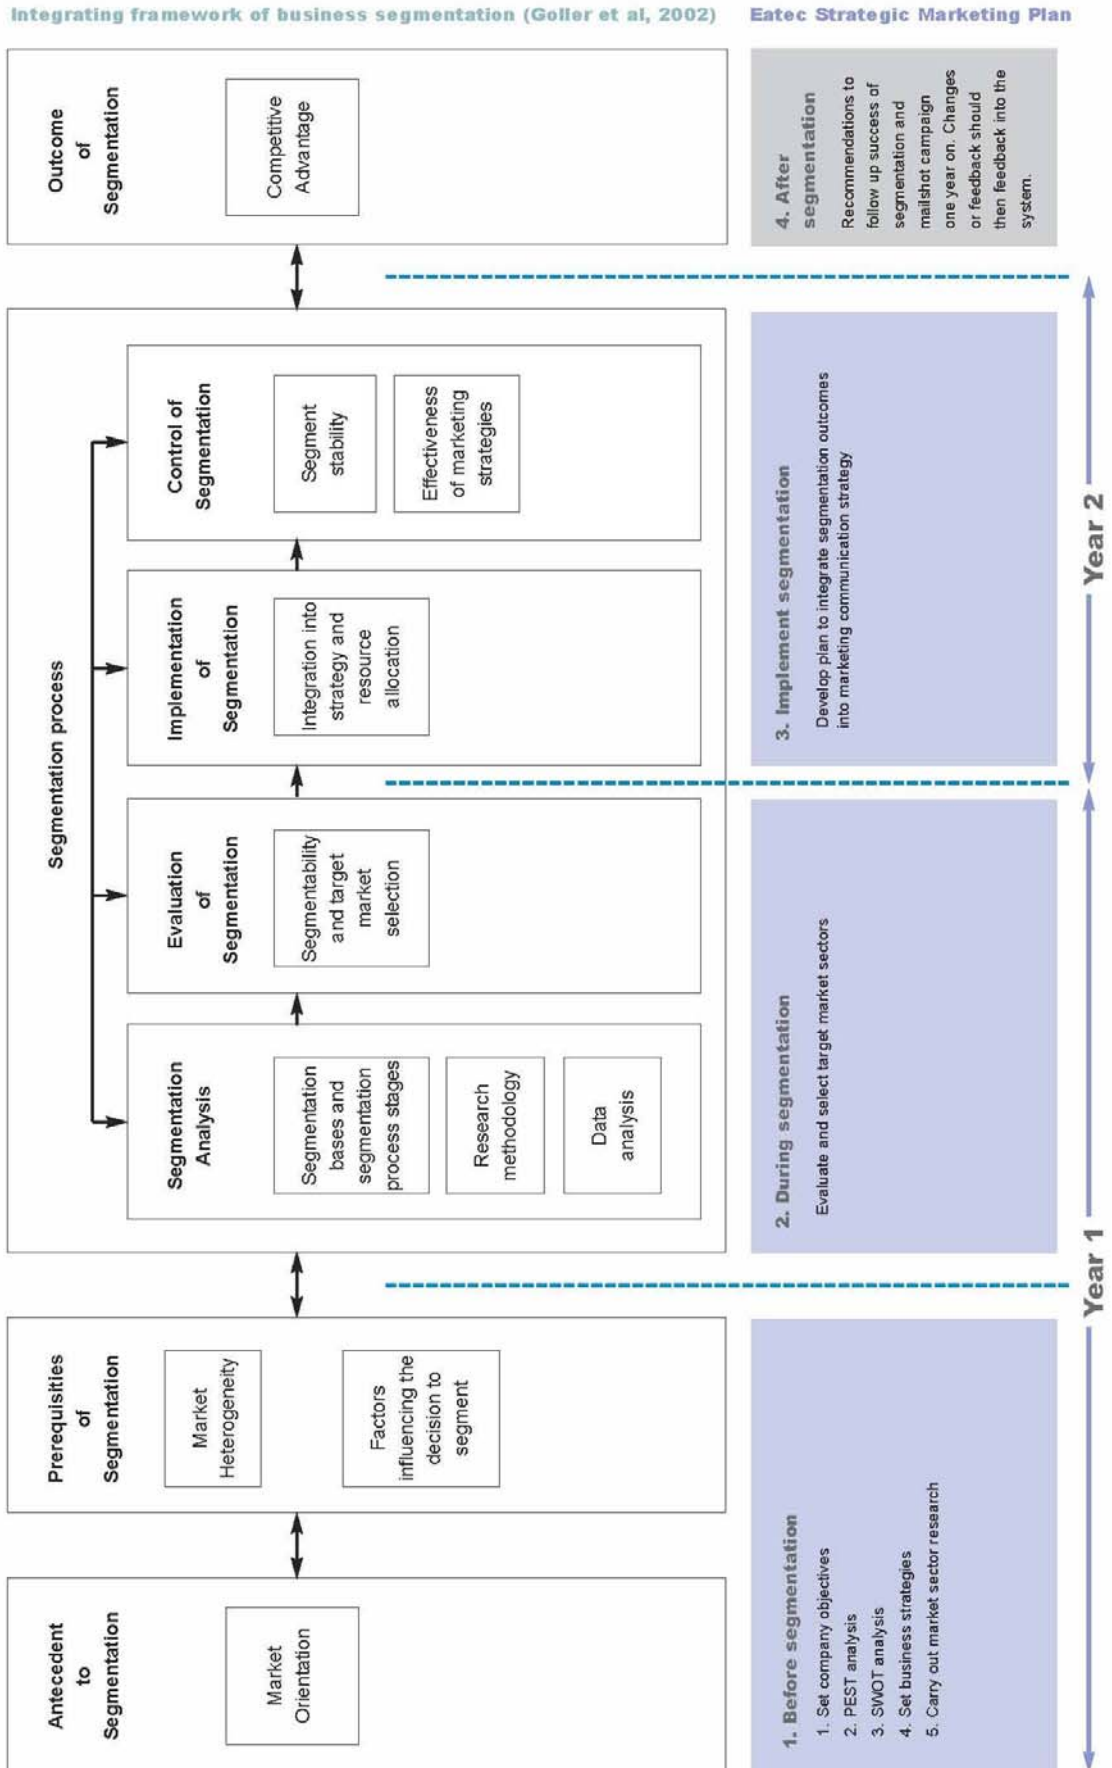 Integrating framework of business segmentation (Goller et al, 2002)
Eatec Strategic Marketing Plan
Antecedent
to
Segmentation
Market
Orientation
Prerequisities
of
Segmentation
Market
Heterogeneity
Factors
influencing the
decision to
segment
Segmentation process
Segmentation
Analysis
Segmentation
bases and
segmentation
process stages
Research
methodology
Data
analysis
Evaluation
of
Segmentation
Segmentability
and target
market
selection
Implementation
of
Segmentation
Integration into
strategy and
resource
allocation
Control of
Segmentation
Segment
stability
Effectiveness
of marketing
strategies
Outcome
of
Segmentation
Competitive
Advantage
1. Before segmentation
1. Set company objectives
2. PEST analysis
3. SWOT analysis
4. Set business strategies
5. Carry out market sector research
2. During segmentation
Evaluate and select target market sectors
3. Implement segmentation
Develop plan to integrate segmentation outcomes
into marketing communication strategy
4. After
segmentation
Recommendations to
follow up success of
segmentation and
mailshot campaign
one year on. Changes
or feedback should
then feedback into the
system.
Year 1
Year 2